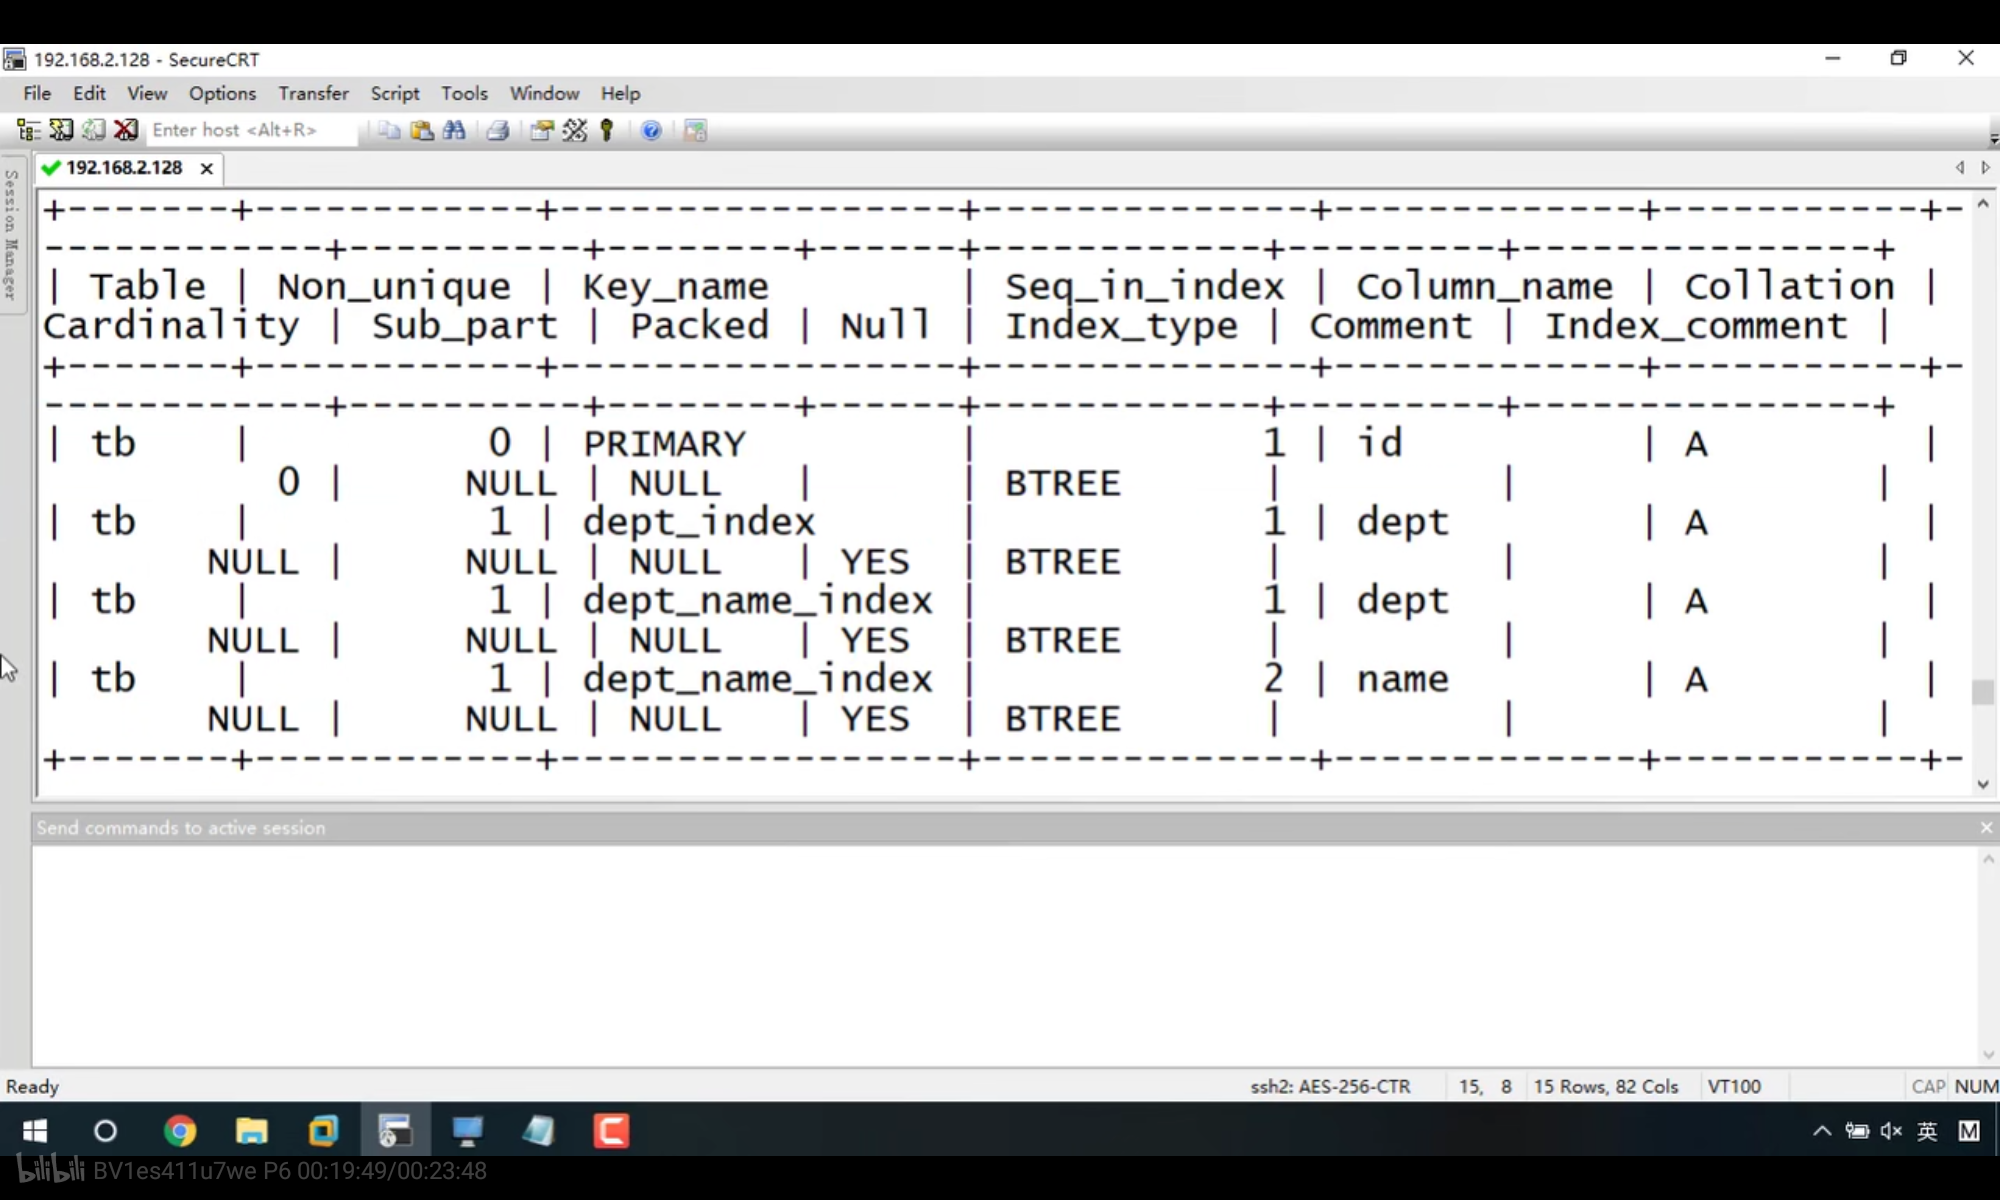 192.168.2.128 - SecureCRT
File Edit View Options Transfer Script Tools Window Help
Enter host <Alt+R>
192.168.2.128
Session Manager
+-------+------------+-----------------+--------------+-------------+-----------+-
------------+----------+--------+------+------------+---------+---------------+
| Table | Non_unique | Key_name        | Seq_in_index | Column_name | Collation |
Cardinality | Sub_part | Packed | Null | Index_type | Comment | Index_comment |
+-------+------------+-----------------+--------------+-------------+-----------+-
------------+----------+--------+------+------------+---------+---------------+
| tb    |          0 | PRIMARY         |            1 | id          | A         |
          0 |     NULL | NULL   |      | BTREE      |         |               |
| tb    |          1 | dept_index      |            1 | dept        | A         |
       NULL |     NULL | NULL   | YES  | BTREE      |         |               |
| tb    |          1 | dept_name_index |            1 | dept        | A         |
       NULL |     NULL | NULL   | YES  | BTREE      |         |               |
| tb    |          1 | dept_name_index |            2 | name        | A         |
       NULL |     NULL | NULL   | YES  | BTREE      |         |               |
+-------+------------+-----------------+--------------+-------------+-----------+-
Send commands to active session
Ready ssh2: AES-256-CTR 15, 8 15 Rows, 82 Cols VT100 CAP NUM
英 M
bilibili BV1es411u7we P6 00:19:49/00:23:48